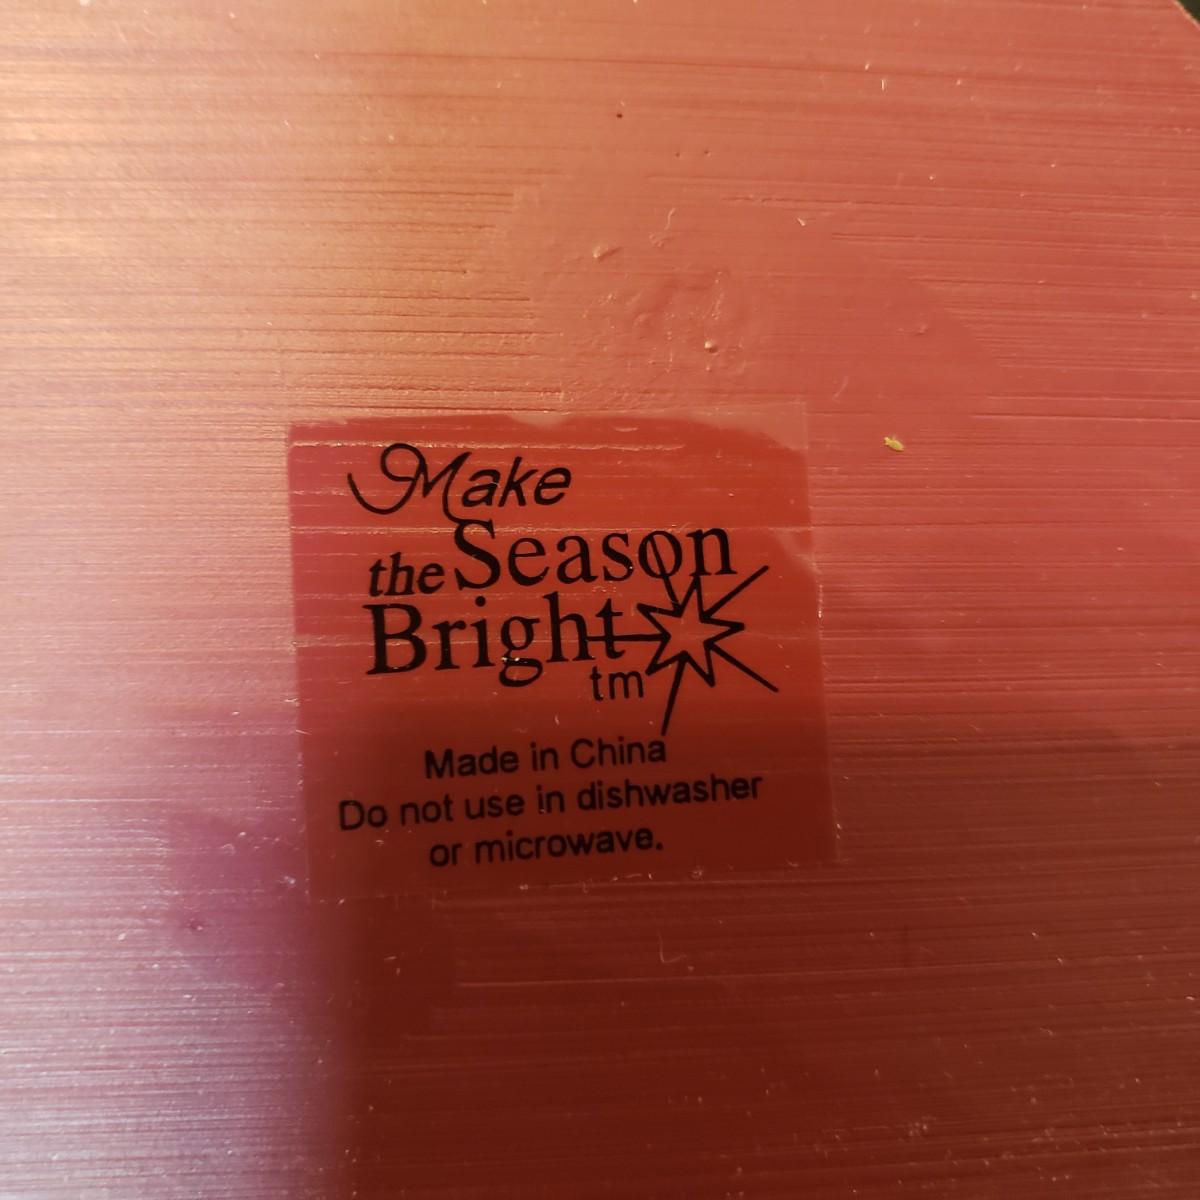 Make
the Season
Bright
tm
Made in China
Do not use in dishwasher
or microwave.